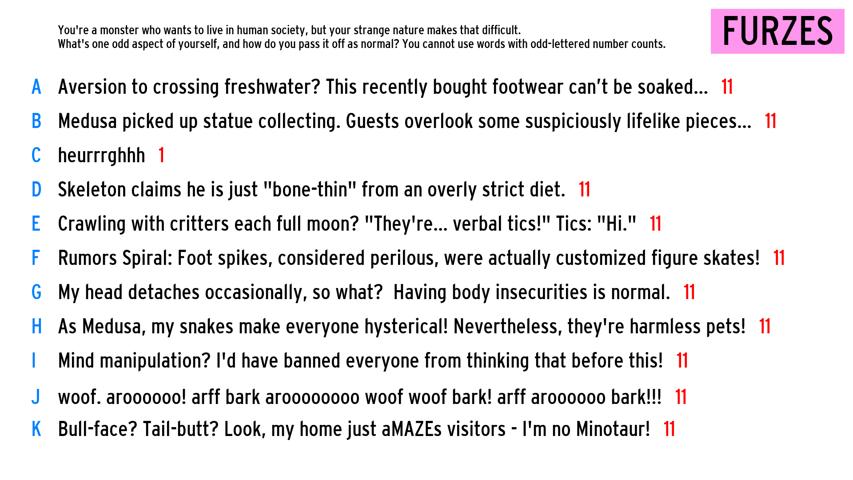 You're a monster who wants to live in human society, but your strange nature makes that difficult.
What's one odd aspect of yourself, and how do you pass it off as normal? You cannot use words with odd-lettered number counts.
FURZES
A Aversion to crossing freshwater? This recently bought footwear can't be soaked... 11
B Medusa picked up statue collecting. Guests overlook some suspiciously lifelike pieces... 11
C heurrrghhh 1
D Skeleton claims he is just "bone-thin" from an overly strict diet. 11
E Crawling with critters each full moon? "They're... verbal tics!" Tics: "Hi." 11
F Rumors Spiral: Foot spikes, considered perilous, were actually customized figure skates! 11
G My head detaches occasionally, so what?  Having body insecurities is normal. 11
H As Medusa, my snakes make everyone hysterical! Nevertheless, they're harmless pets! 11
I Mind manipulation? I'd have banned everyone from thinking that before this! 11
J woof. aroooooo! arff bark aroooooooo woof woof bark! arff aroooooo bark!!! 11
K Bull-face? Tail-butt? Look, my home just aMAZEs visitors - I'm no Minotaur! 11